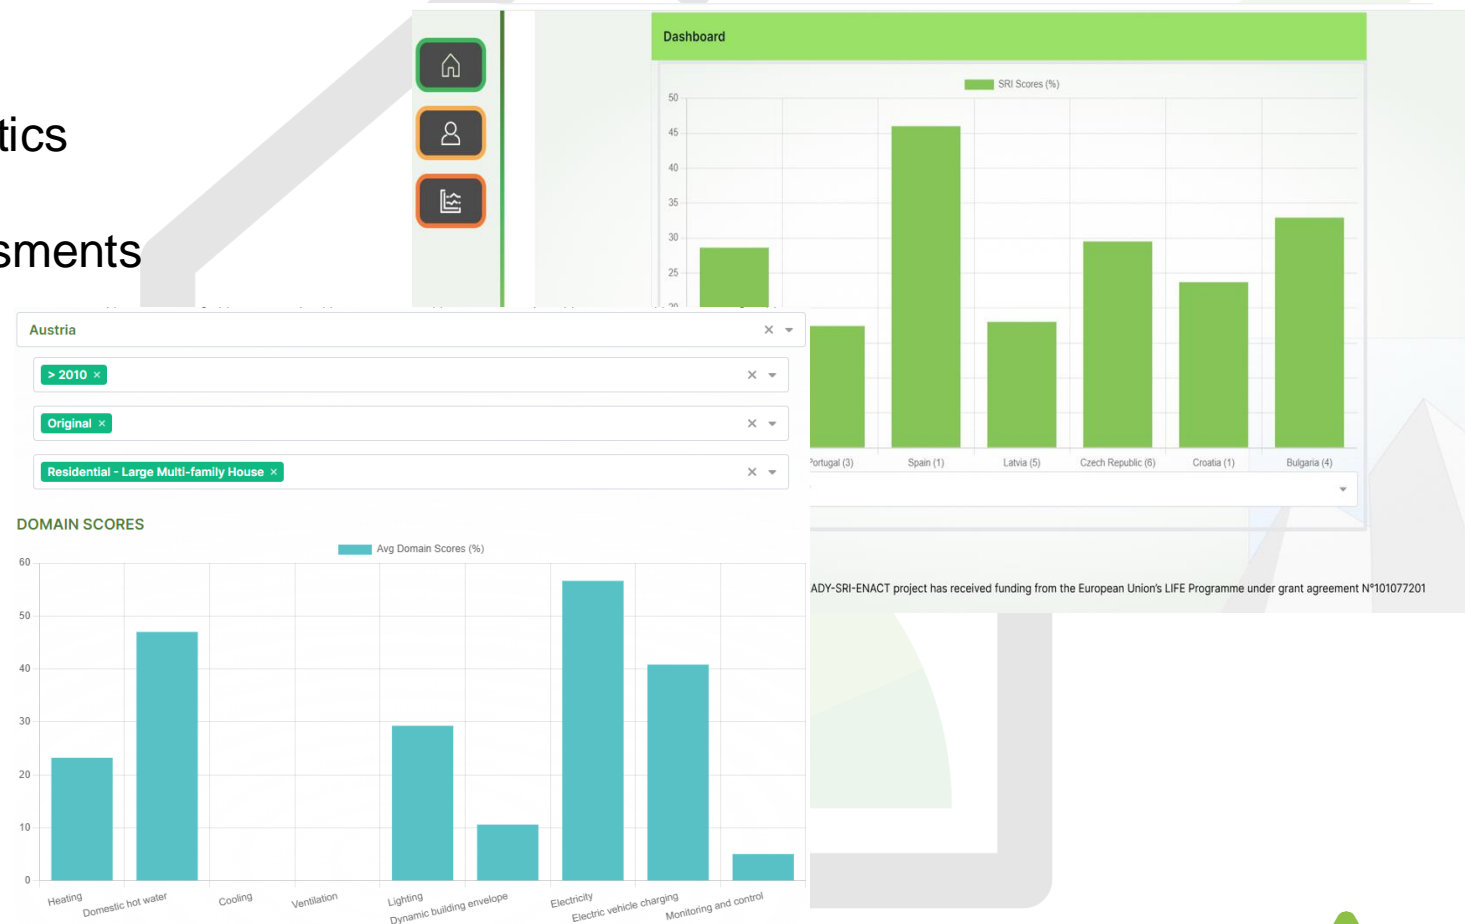 tics
sments
Dashboard
SRI Scores (%)
50
45
40
35
30
25
20
Portugal (3)
Spain (1)
Latvia (5)
Czech Republic (6)
Croatia (1)
Bulgaria (4)
ADY-SRI-ENACT project has received funding from the European Union's LIFE Programme under grant agreement N°101077201
Austria
> 2010 ×
Original ×
Residential - Large Multi-family House ×
DOMAIN SCORES
Avg Domain Scores (%)
60
50
40
30
20
10
0
Heating
Domestic hot water
Cooling
Ventilation
Lighting
Dynamic building envelope
Electricity
Electric vehicle charging
Monitoring and control